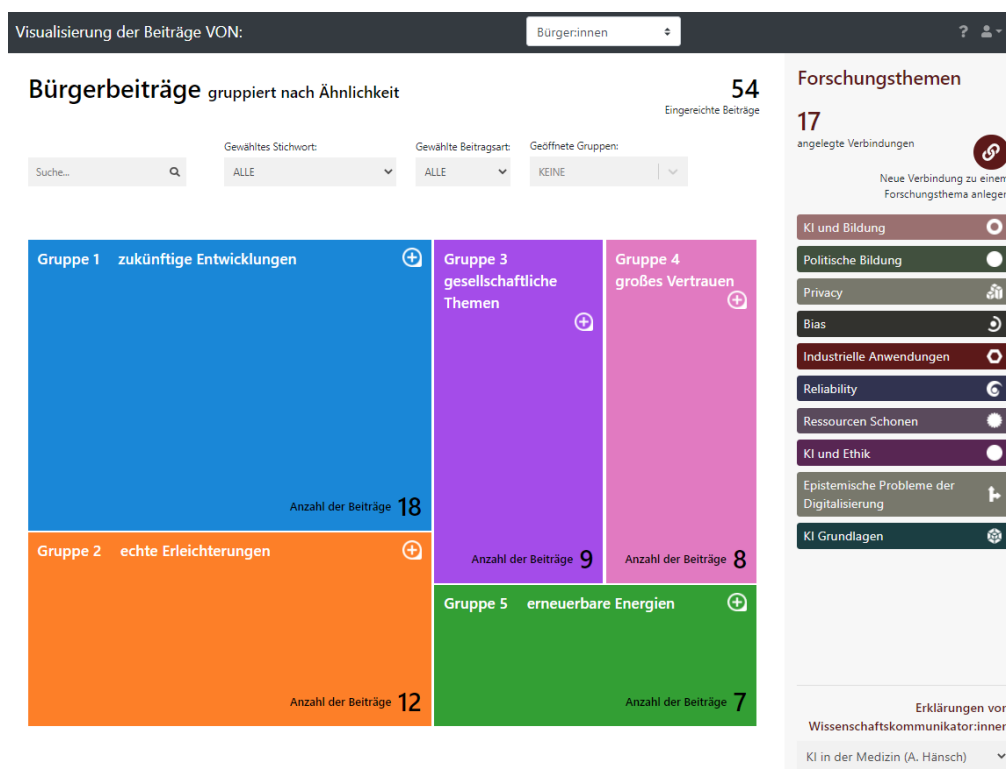 Visualisierung der Beiträge VON:
Bürger:innen
?
Bürgerbeiträge gruppiert nach Ähnlichkeit
54
Eingereichte Beiträge
Gewähltes Stichwort:
Gewählte Beitragsart:
Geöffnete Gruppen:
Suche...
ALLE
ALLE
KEINE
Gruppe 1 zukünftige Entwicklungen
Anzahl der Beiträge 18
Gruppe 2 echte Erleichterungen
Anzahl der Beiträge 12
Gruppe 3
gesellschaftliche
Themen
Anzahl der Beiträge 9
Gruppe 4
großes Vertrauen
Anzahl der Beiträge 8
Gruppe 5 erneuerbare Energien
Anzahl der Beiträge 7
Forschungsthemen
17
angelegte Verbindungen
Neue Verbindung zu einem
Forschungsthema anlegen
KI und Bildung
Politische Bildung
Privacy
Bias
Industrielle Anwendungen
Reliability
Ressourcen Schonen
KI und Ethik
Epistemische Probleme der
Digitalisierung
KI Grundlagen
Erklärungen von
Wissenschaftskommunikator:innen
KI in der Medizin (A. Hänsch)